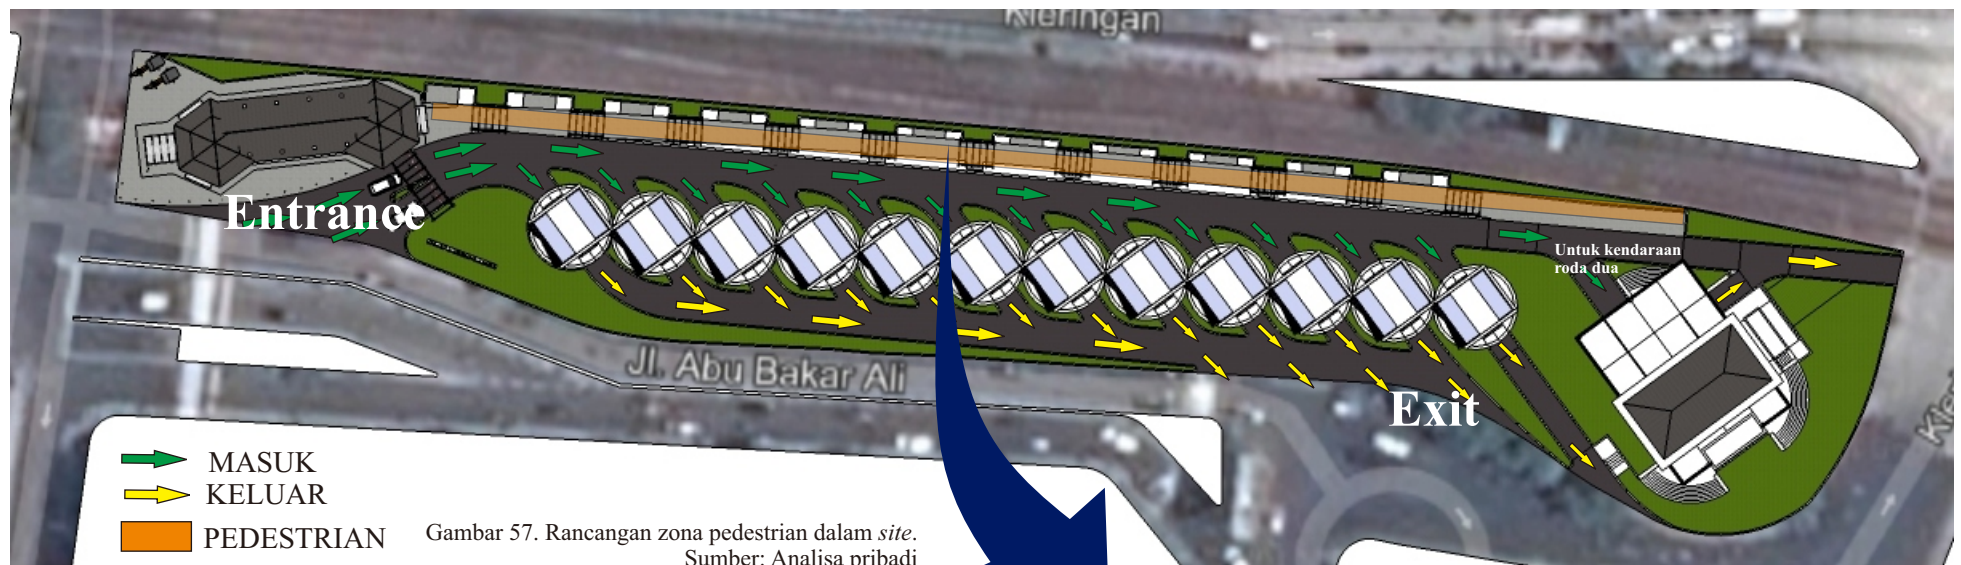 Kleringan
Entrance
Untuk kendaraan
roda dua
Jl. Abu Bakar Ali
Exit
MASUK
KELUAR
PEDESTRIAN
Gambar 57. Rancangan zona pedestrian dalam site.
Sumber: Analisa pribadi